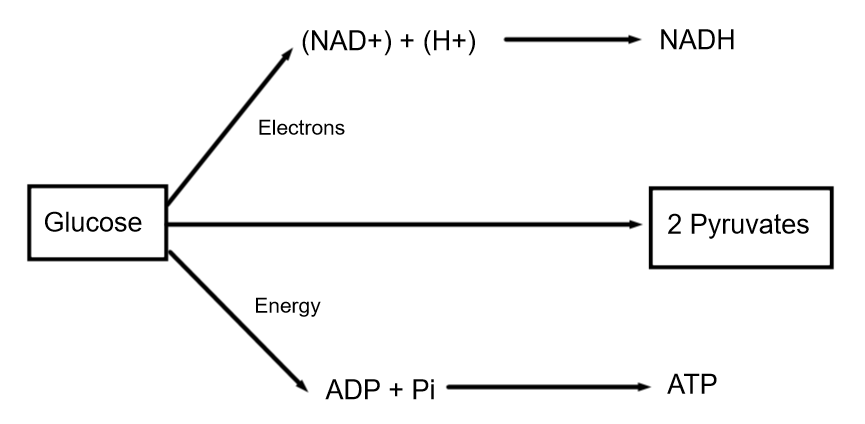 (NAD+) + (H+) NADH
Electrons
Glucose 2 Pyruvates
Energy
ADP + Pi ATP